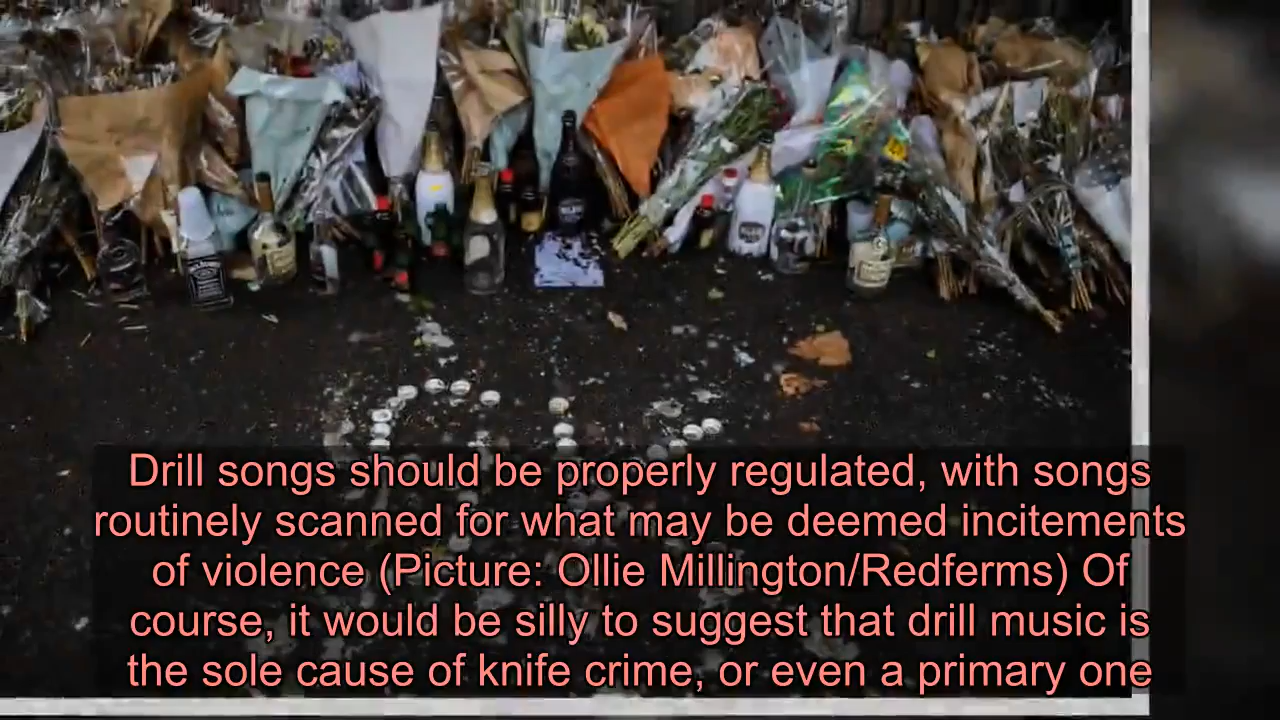 Drill songs should be properly regulated, with songs
routinely scanned for what may be deemed incitements
of violence (Picture: Ollie Millington/Redferms) Of
course, it would be silly to suggest that drill music is
the sole cause of knife crime, or even a primary one